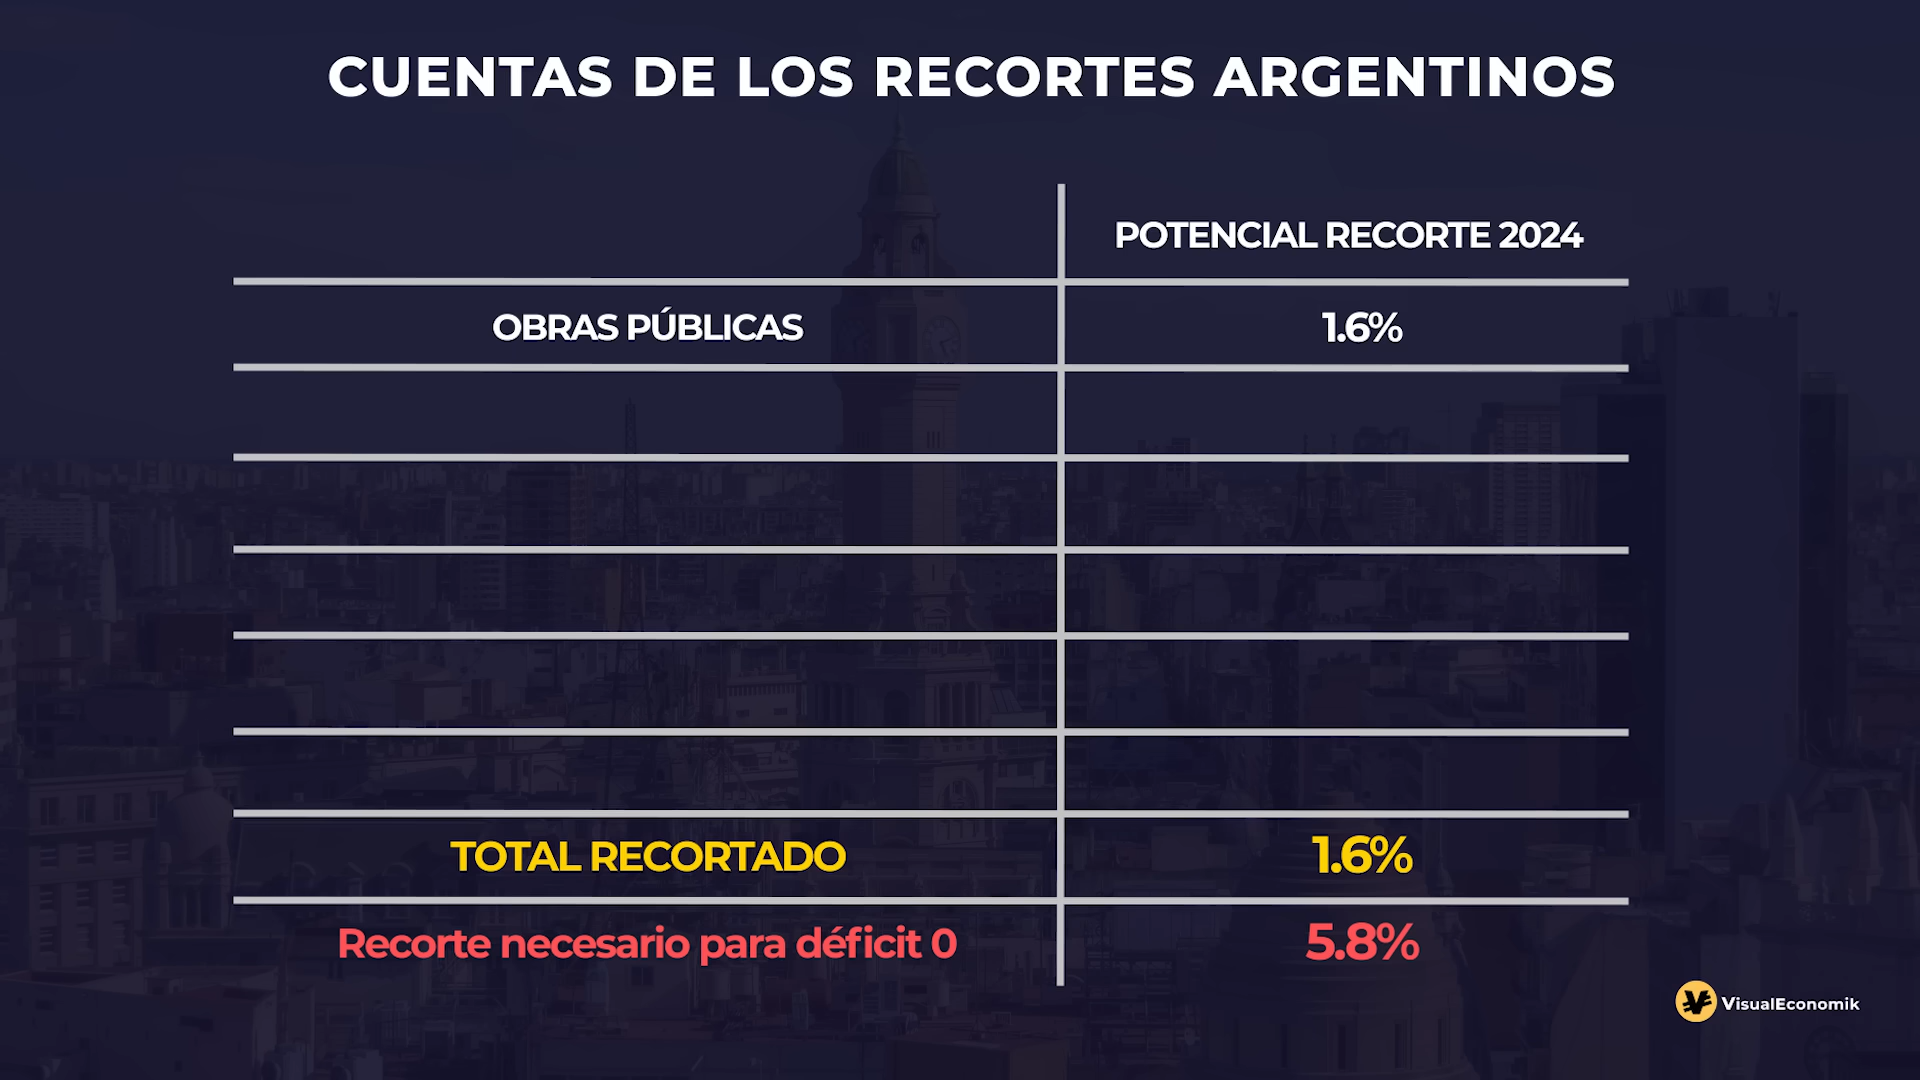 CUENTAS DE LOS RECORTES ARGENTINOS
POTENCIAL RECORTE 2024
OBRAS PÚBLICAS 1.6%
TOTAL RECORTADO 1.6%
Recorte necesario para déficit 0 5.8%
VisualEconomik